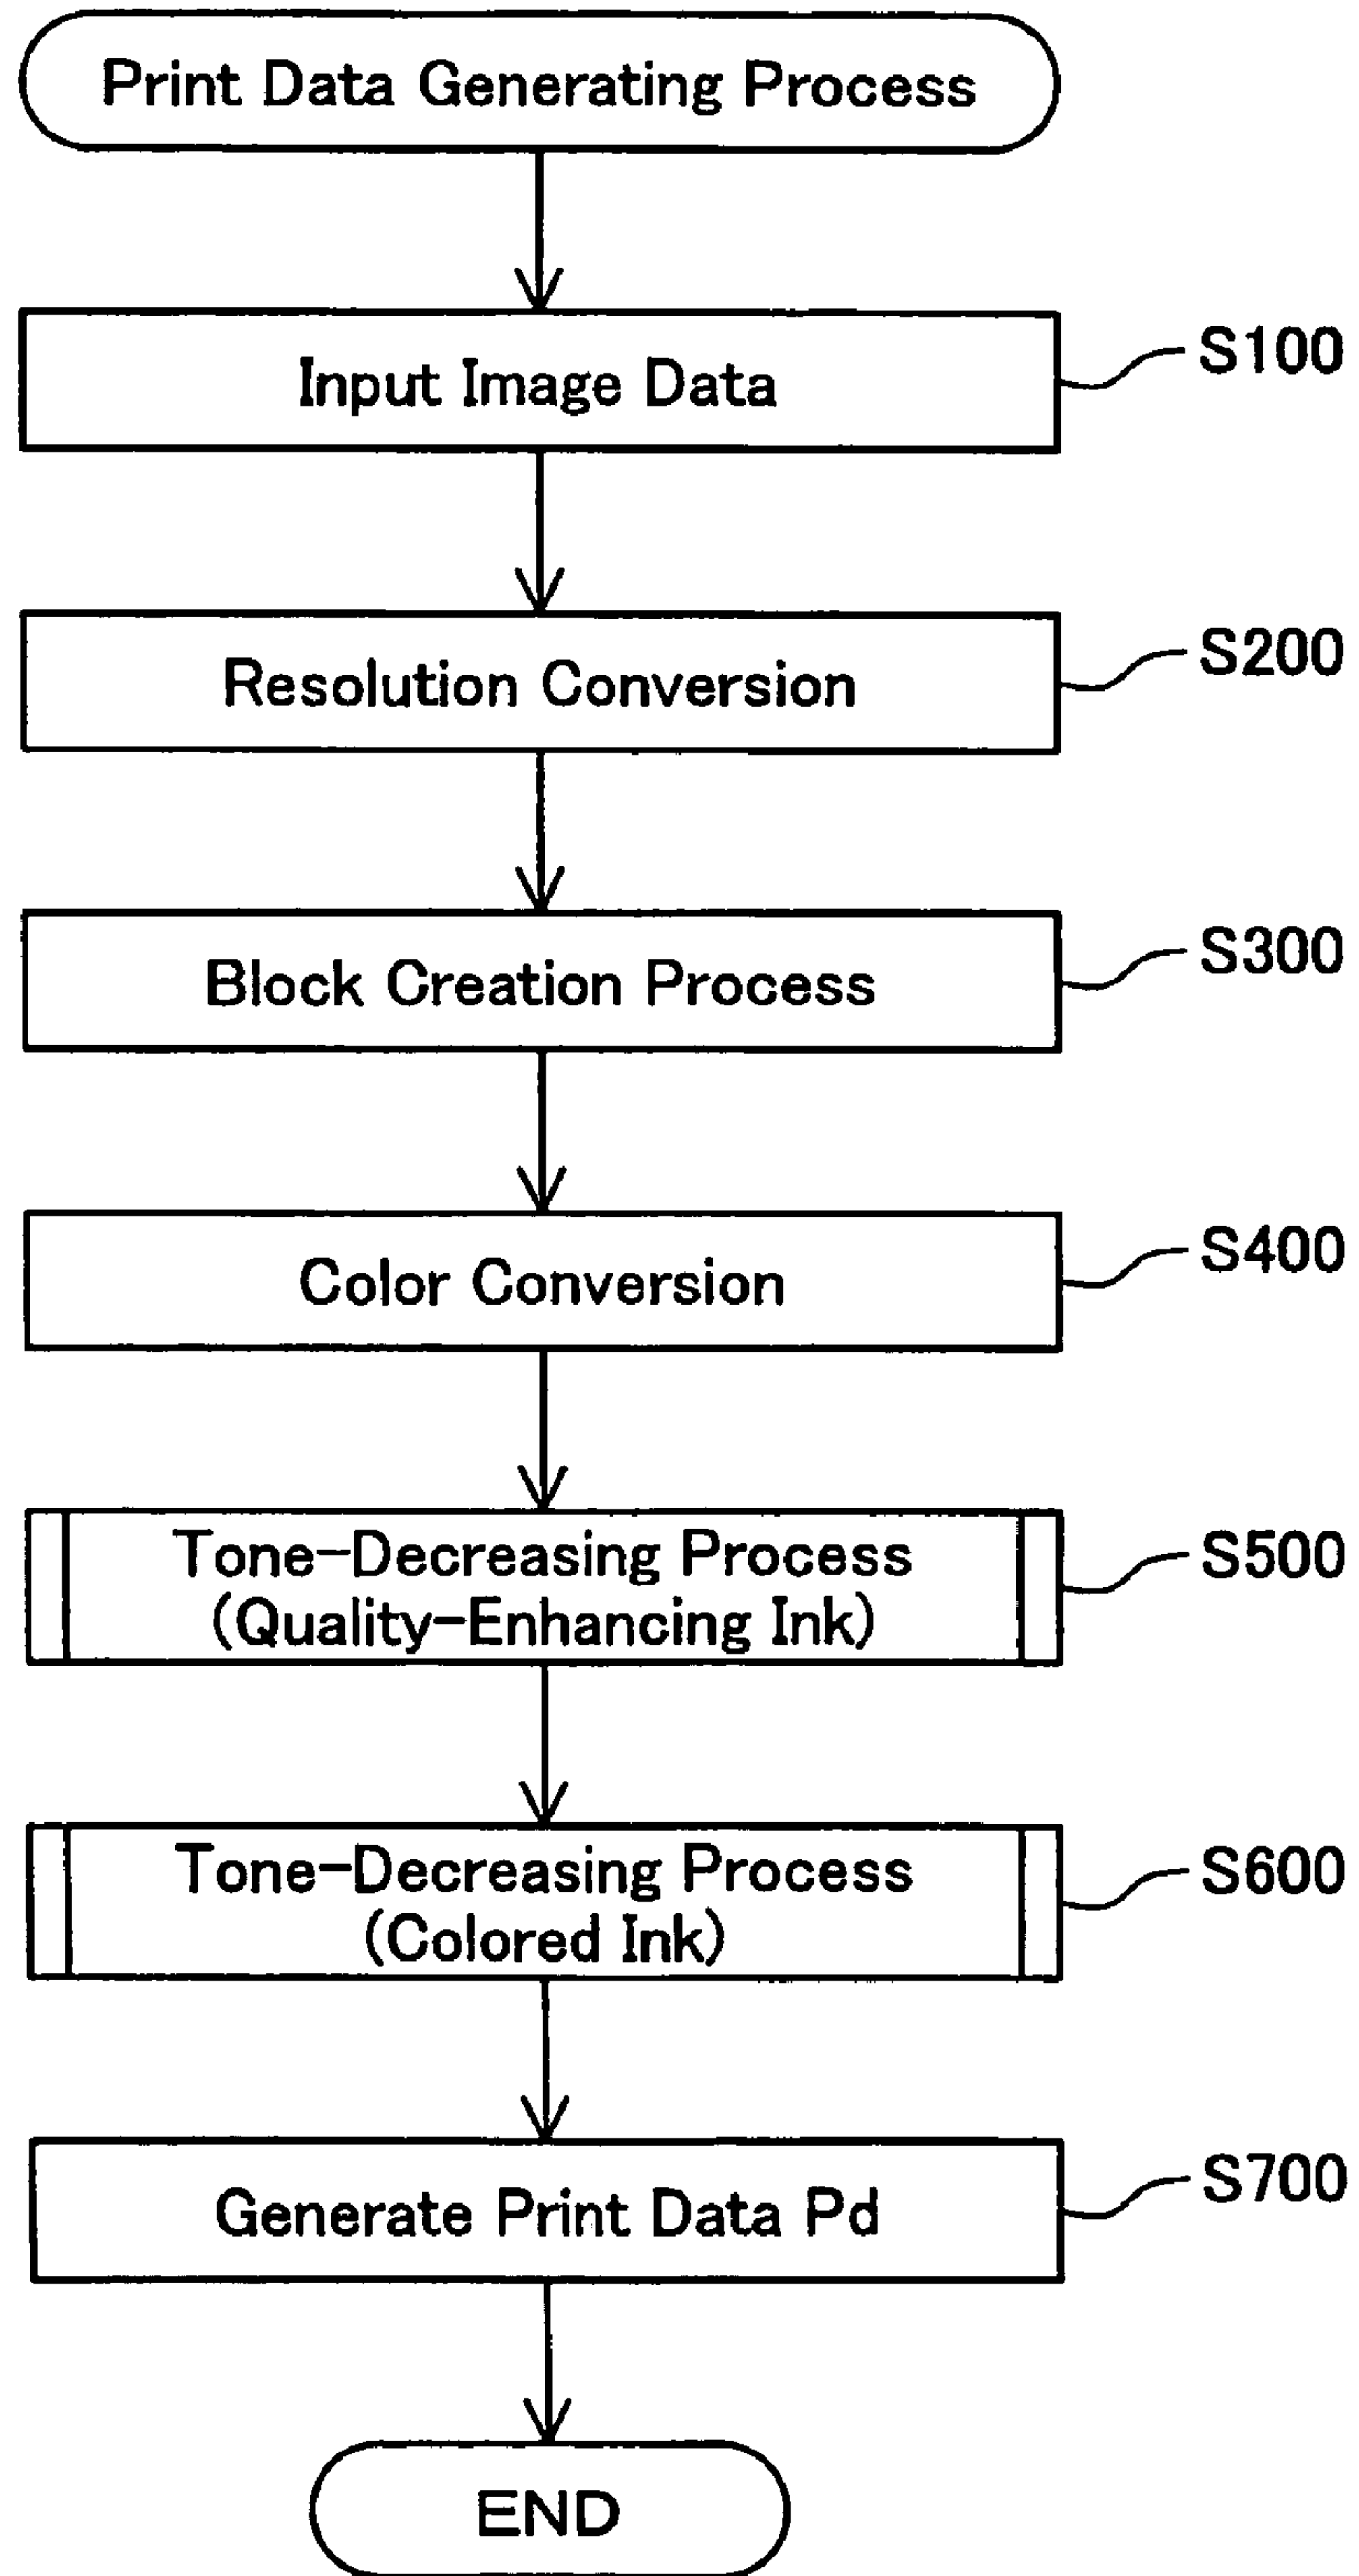 Print Data Generating Process
Input Image Data
S100
Resolution Conversion
S200
Block Creation Process
S300
Color Conversion
S400
Tone-Decreasing Process
(Quality-Enhancing Ink)
S500
Tone-Decreasing Process
(Colored Ink)
S600
Generate Print Data Pd
S700
END